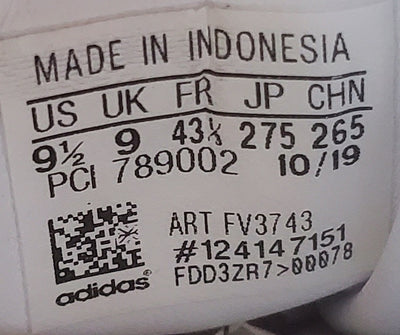 MADE IN INDONESIA
US UK FR JP CHN
9½ 9 43⅓ 275 265
PCI 789002 10/19
ART FV3743
#124147151
FDD3ZR7>00078
adidas®